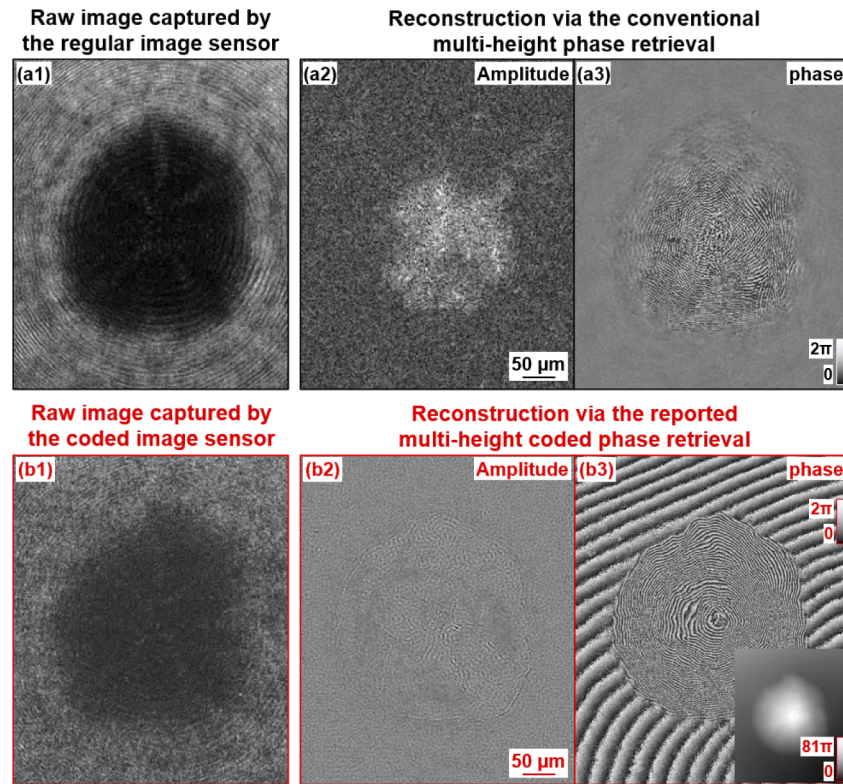 Raw image captured by
the regular image sensor
Reconstruction via the conventional
multi-height phase retrieval
(a1)
(a2)
Amplitude
(a3)
phase
50 μm
2π
0
Raw image captured by
the coded image sensor
Reconstruction via the reported
multi-height coded phase retrieval
(b1)
(b2)
Amplitude
(b3)
phase
2π
0
50 μm
81π
0